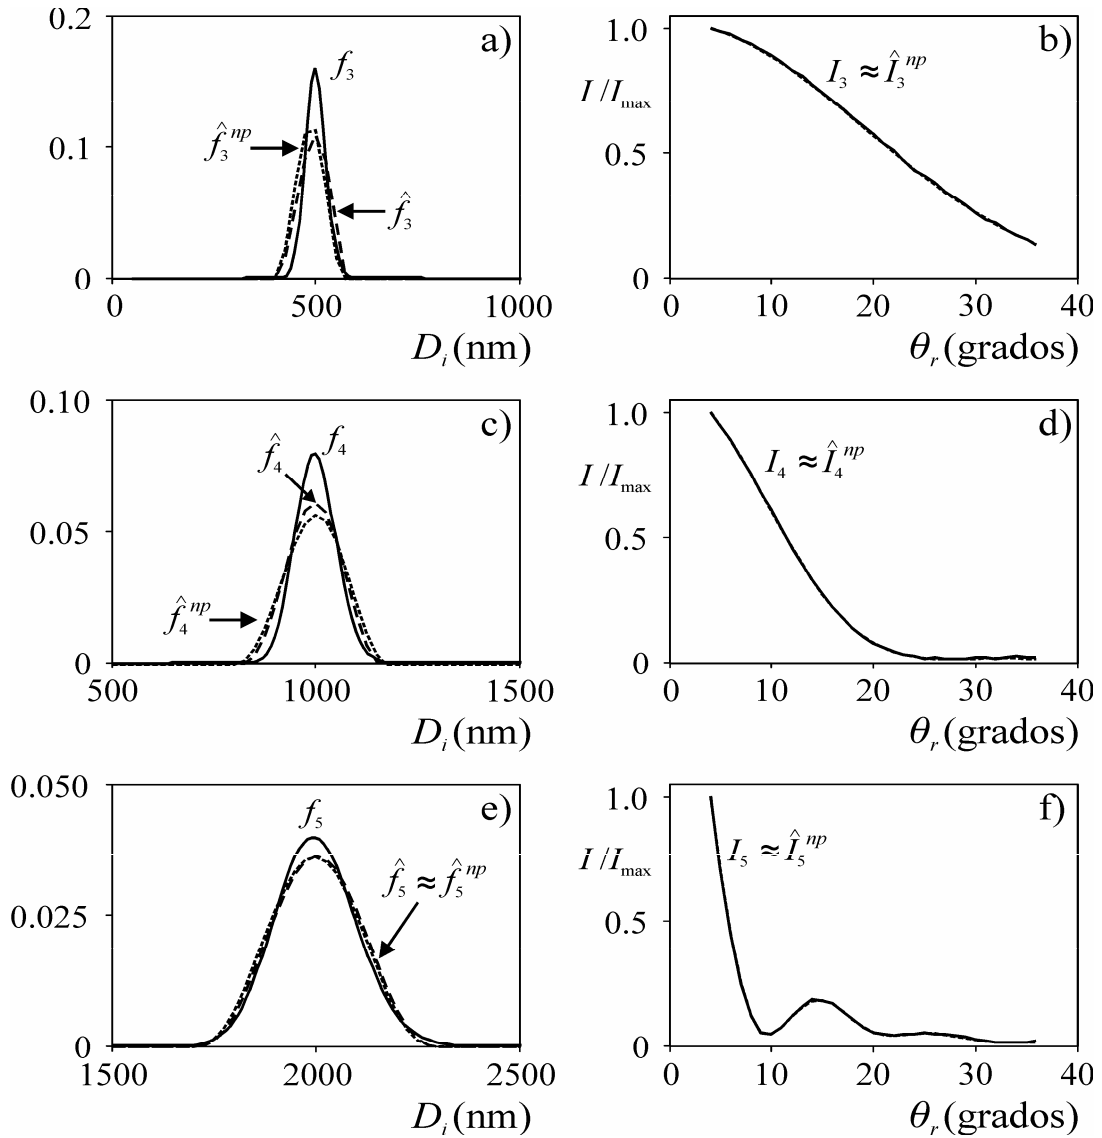 a)
0.2
0.1
0
f₃
f̂₃ⁿᵖ
f̂₃
0 500 1000
Dᵢ (nm)
b)
1.0
I/Iₘₐₓ
0.5
0
I₃ ≈ Î₃ⁿᵖ
0 10 20 30 40
θᵣ (grados)
c)
0.10
0.05
0
f̂₄
f₄
f̂₄ⁿᵖ
500 1000 1500
Dᵢ (nm)
d)
1.0
I/Iₘₐₓ
0.5
0
I₄ ≈ Î₄ⁿᵖ
0 10 20 30 40
θᵣ (grados)
e)
0.050
0.025
0
f₅
f̂₅ ≈ f̂₅ⁿᵖ
1500 2000 2500
Dᵢ (nm)
f)
1.0
I/Iₘₐₓ
0.5
0
I₅ ≈ Î₅ⁿᵖ
0 10 20 30 40
θᵣ (grados)